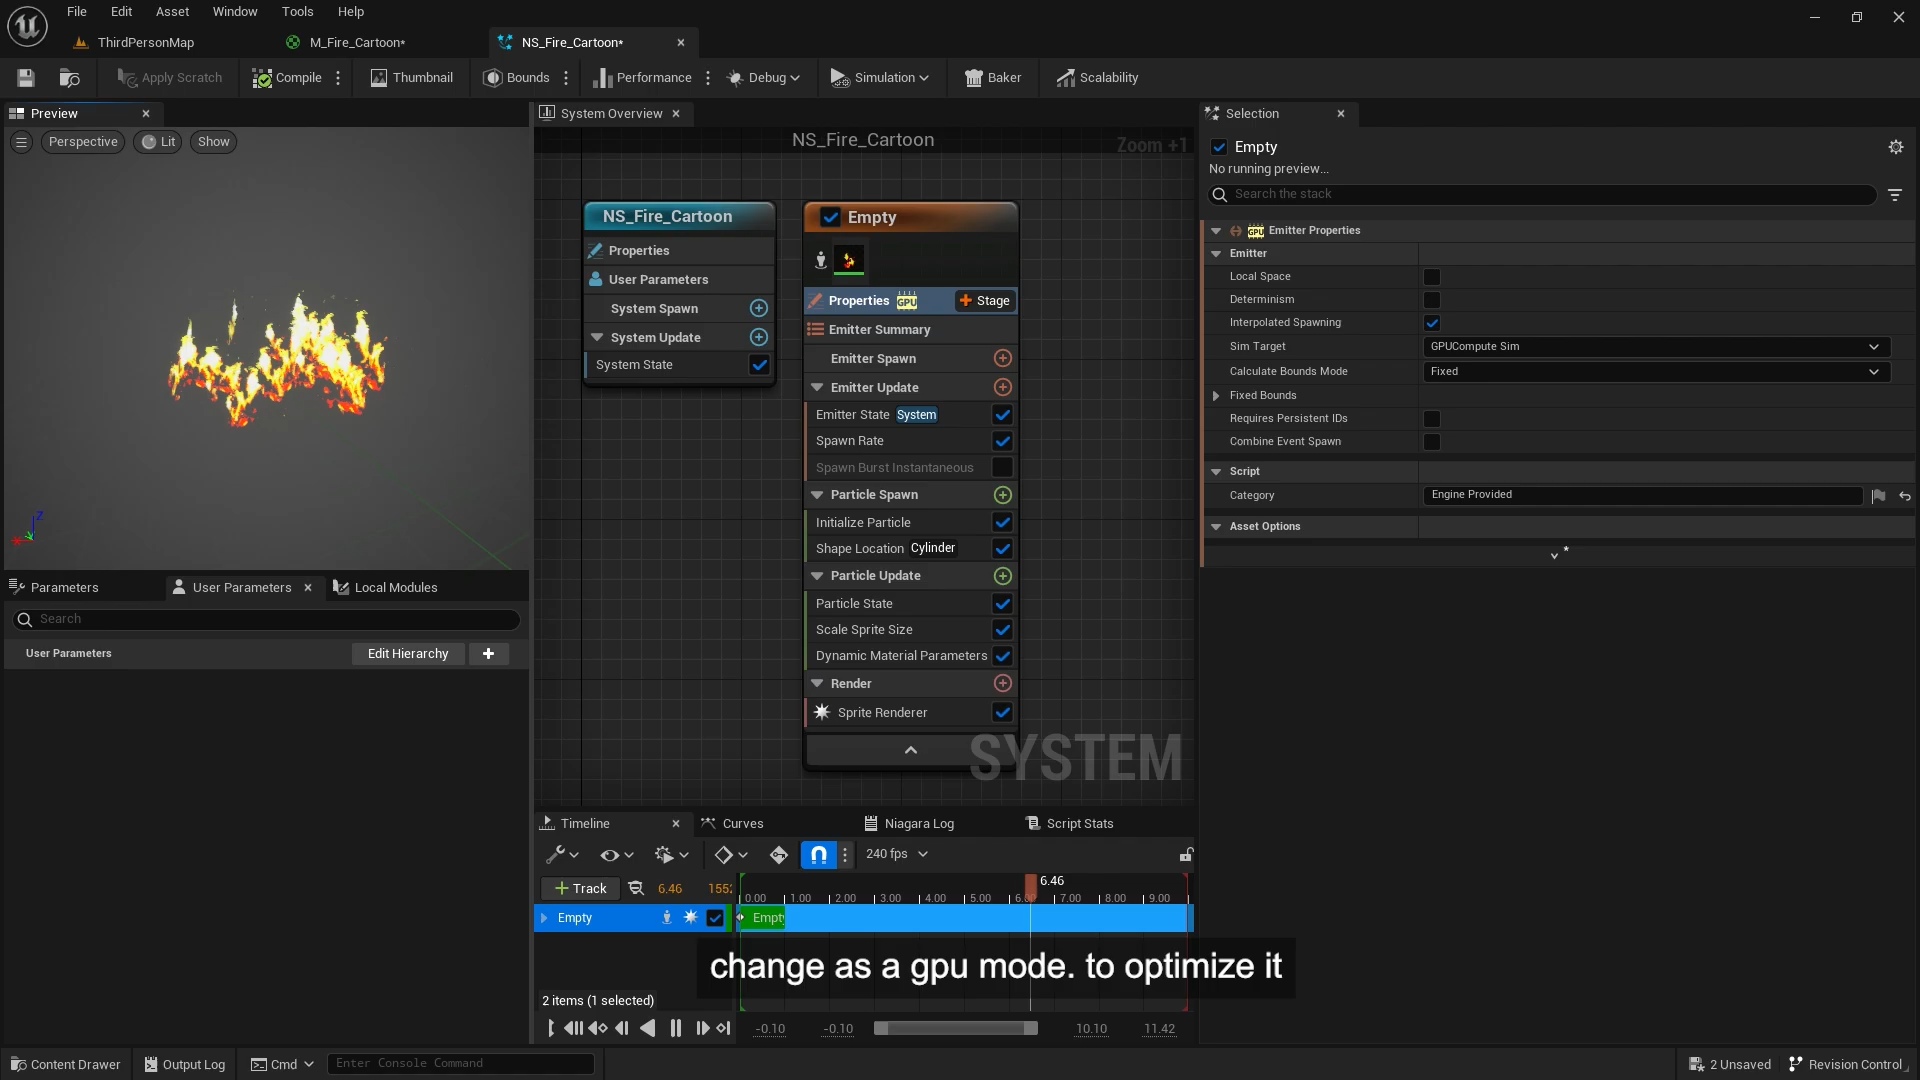 File Edit Asset Window Tools Help
ThirdPersonMap M_Fire_Cartoon* NS_Fire_Cartoon*
Apply Scratch Compile Thumbnail Bounds Performance Debug Simulation Baker Scalability
Preview
Perspective Lit Show
Z
Parameters User Parameters Local Modules
Search
User Parameters Edit Hierarchy
System Overview
NS_Fire_Cartoon
Zoom +1
NS_Fire_Cartoon
Properties
User Parameters
System Spawn
System Update
System State
Empty
Properties GPU Stage
Emitter Summary
Emitter Spawn
Emitter Update
Emitter State System
Spawn Rate
Spawn Burst Instantaneous
Particle Spawn
Initialize Particle
Shape Location Cylinder
Particle Update
Particle State
Scale Sprite Size
Dynamic Material Parameters
Render
Sprite Renderer
SYSTEM
Timeline Curves Niagara Log Script Stats
240 fps
+ Track 6.46 1552
6.46
0.00 1.00 2.00 3.00 4.00 5.00 7.00 8.00 9.00
Empty Empty
change as a gpu mode. to optimize it
2 items (1 selected)
-0.10 -0.10 10.10 11.42
Selection
Empty
No running preview...
Search the stack
GPU Emitter Properties
Emitter
Local Space
Determinism
Interpolated Spawning
Sim Target GPUCompute Sim
Calculate Bounds Mode Fixed
Fixed Bounds
Requires Persistent IDs
Combine Event Spawn
Script
Category Engine Provided
Asset Options
Content Drawer Output Log Cmd Enter Console Command 2 Unsaved Revision Control